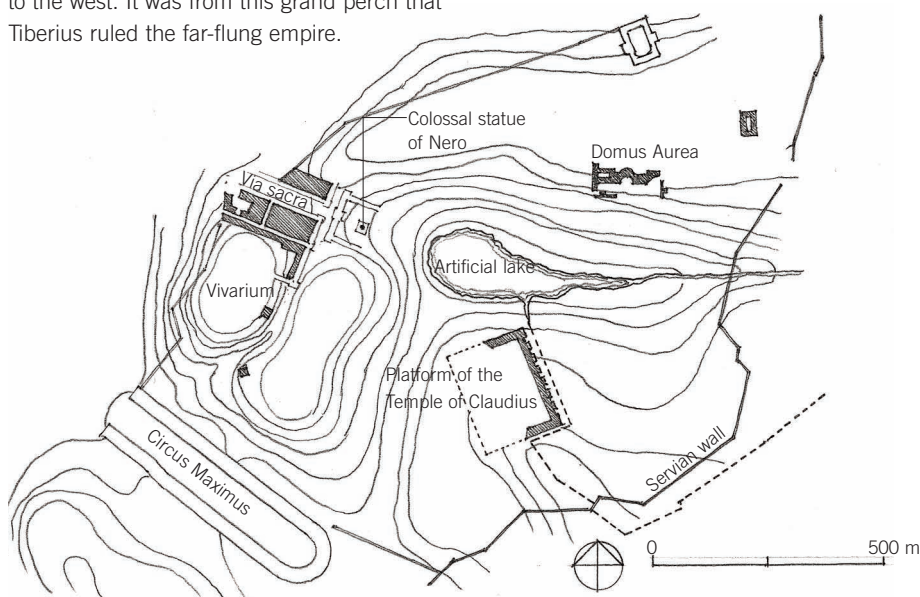 to the west. It was from this grand perch that
Tiberius ruled the far-flung empire.
Colossal statue
of Nero
Domus Aurea
Via sacra
Artificial lake
Vivarium
Platform of the
Temple of Claudius
Circus Maximus
Servian wall
0
500 m